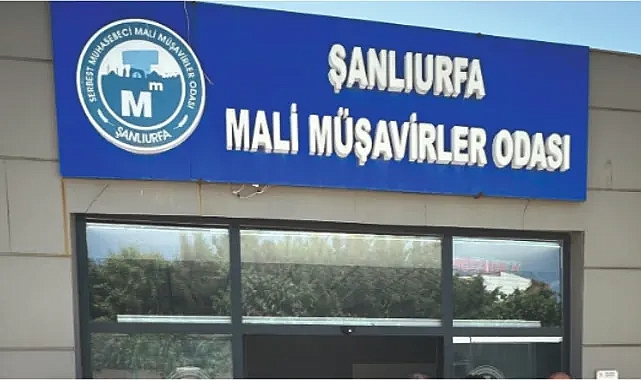 SERBEST MUHASEBECİ MALİ MÜŞAVİRLER ODASI
M m
ŞANLIURFA
ŞANLIURFA
MALİ MÜŞAVİRLER ODASI